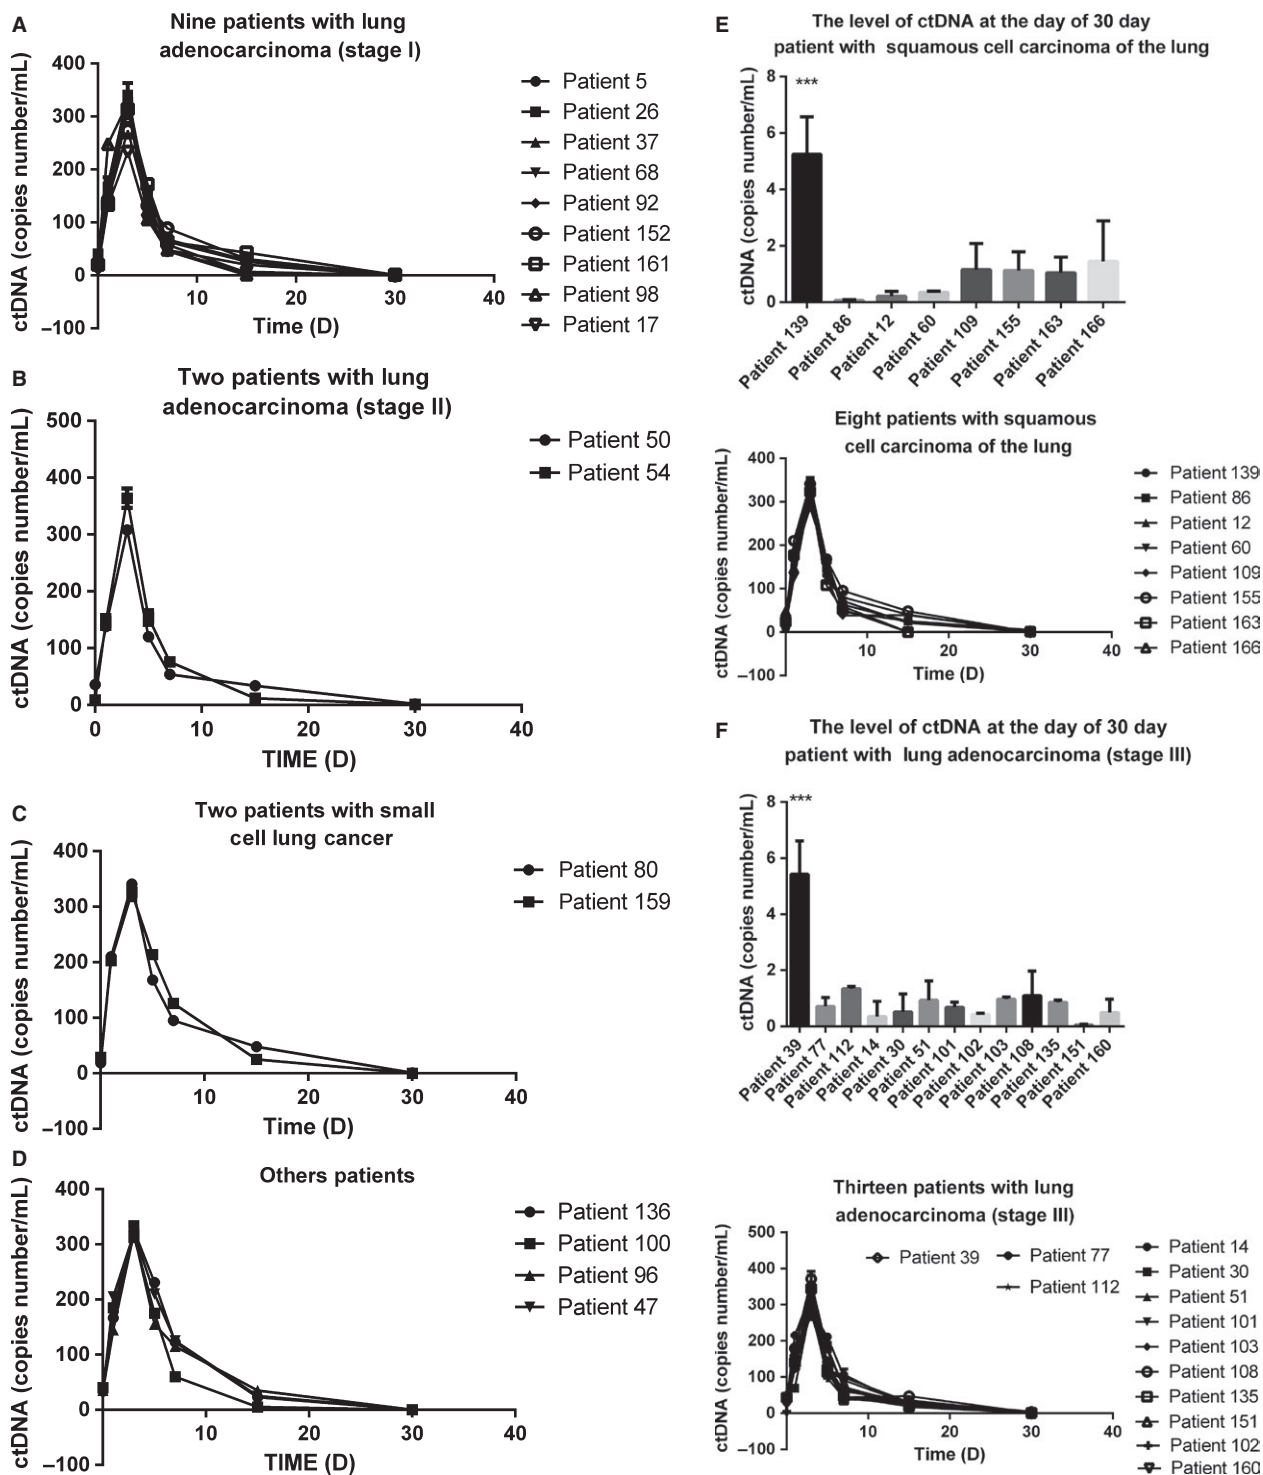 A
Nine patients with lung
adenocarcinoma (stage I)
ctDNA (copies number/mL)
400
300
200
100
0
–100
10
20
30
40
Time (D)
Patient 5
Patient 26
Patient 37
Patient 68
Patient 92
Patient 152
Patient 161
Patient 98
Patient 17
B
Two patients with lung
adenocarcinoma (stage II)
ctDNA (copies number/mL)
500
400
300
200
100
0
0
10
20
30
40
TIME (D)
Patient 50
Patient 54
C
Two patients with small
cell lung cancer
ctDNA (copies number/mL)
400
300
200
100
0
–100
10
20
30
40
Time (D)
Patient 80
Patient 159
D
Others patients
ctDNA (copies number/mL)
400
300
200
100
0
–100
10
20
30
40
TIME (D)
Patient 136
Patient 100
Patient 96
Patient 47
E
The level of ctDNA at the day of 30 day
patient with squamous cell carcinoma of the lung
ctDNA (copies number/mL)
8
6
4
2
0
***
Patient 139
Patient 86
Patient 12
Patient 60
Patient 109
Patient 155
Patient 163
Patient 166
Eight patients with squamous
cell carcinoma of the lung
ctDNA (copies number/mL)
400
300
200
100
0
–100
10
20
30
40
Time (D)
Patient 139
Patient 86
Patient 12
Patient 60
Patient 109
Patient 155
Patient 163
Patient 166
F
The level of ctDNA at the day of 30 day
patient with lung adenocarcinoma (stage III)
ctDNA (copies number/mL)
8
6
4
2
0
***
Patient 39
Patient 77
Patient 112
Patient 14
Patient 30
Patient 51
Patient 101
Patient 102
Patient 103
Patient 108
Patient 135
Patient 151
Patient 160
Thirteen patients with lung
adenocarcinoma (stage III)
ctDNA (copies number/mL)
500
400
300
200
100
0
–100
10
20
30
40
Time (D)
Patient 39
Patient 77
Patient 112
Patient 14
Patient 30
Patient 51
Patient 101
Patient 103
Patient 108
Patient 135
Patient 151
Patient 102
Patient 160